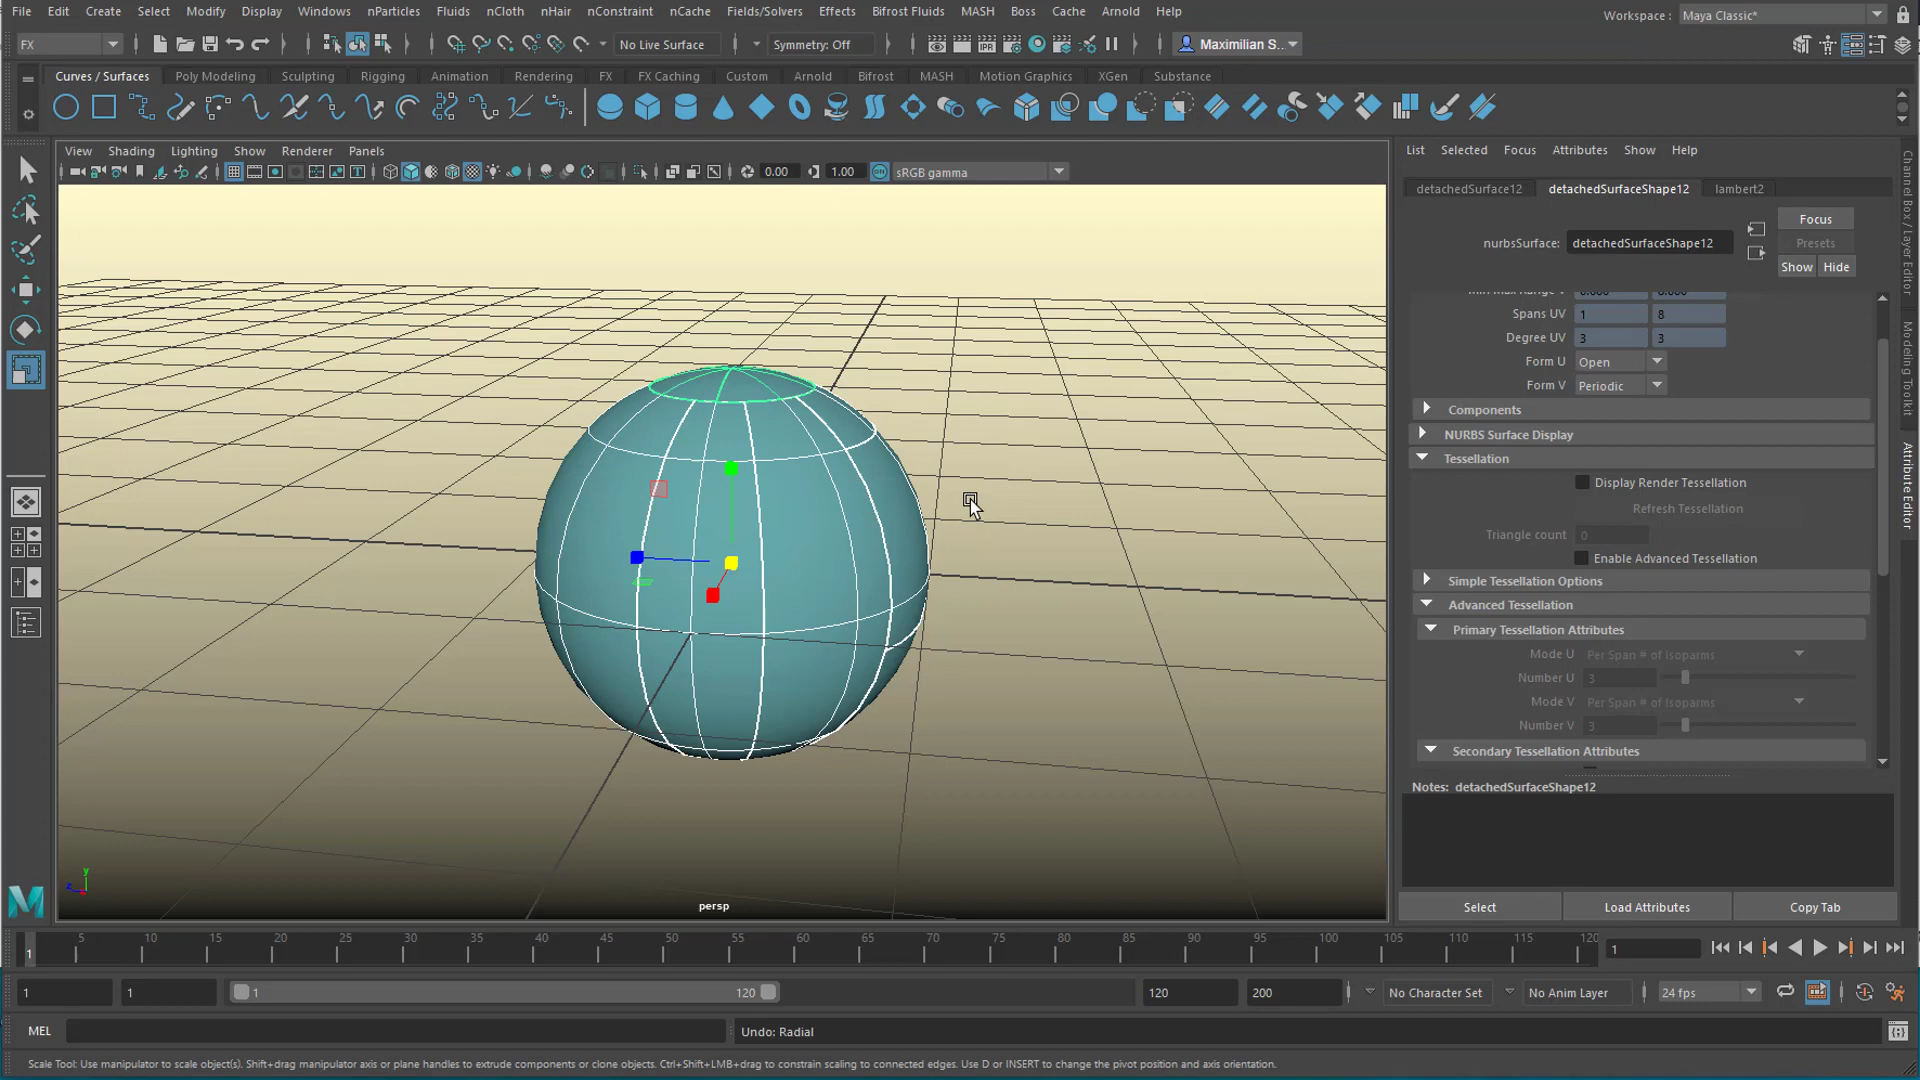 File Edit Create Select Modify Display Windows nParticles Fluids nCloth nHair nConstraint nCache Fields/Solvers Effects Bifrost Fluids MASH Boss Cache Arnold Help
Workspace : Maya Classic*
FX No Live Surface Symmetry: Off IPR Maximilian S...
Curves / Surfaces Poly Modeling Sculpting Rigging Animation Rendering FX FX Caching Custom Arnold Bifrost MASH Motion Graphics XGen Substance
View Shading Lighting Show Renderer Panels
0.00 1.00 ON sRGB gamma
List Selected Focus Attributes Show Help
detachedSurface12 detachedSurfaceShape12 lambert2
Focus
nurbsSurface: detachedSurfaceShape12
Presets
Show Hide
Spans UV 1 8
Degree UV 3 3
Form U Open
Form V Periodic
Components
NURBS Surface Display
Tessellation
Display Render Tessellation
Refresh Tessellation
Triangle count 0
Enable Advanced Tessellation
Simple Tessellation Options
Advanced Tessellation
Primary Tessellation Attributes
Mode U Per Span # of Isoparms
Number U 3
Mode V Per Span # of Isoparms
Number V 3
Secondary Tessellation Attributes
Notes: detachedSurfaceShape12
Select Load Attributes Copy Tab
Channel Box / Layer Editor
Modeling Toolkit
Attribute Editor
y
z
persp
M
1 5 10 15 20 25 30 35 40 45 50 55 60 65 70 75 80 85 90 95 100 105 110 115 120
1
1 1 1 120 120 200 No Character Set No Anim Layer 24 fps
MEL Undo: Radial
Scale Tool: Use manipulator to scale object(s). Shift+drag manipulator axis or plane handles to extrude components or clone objects. Ctrl+Shift+LMB+drag to constrain scaling to connected edges. Use D or INSERT to change the pivot position and axis orientation.